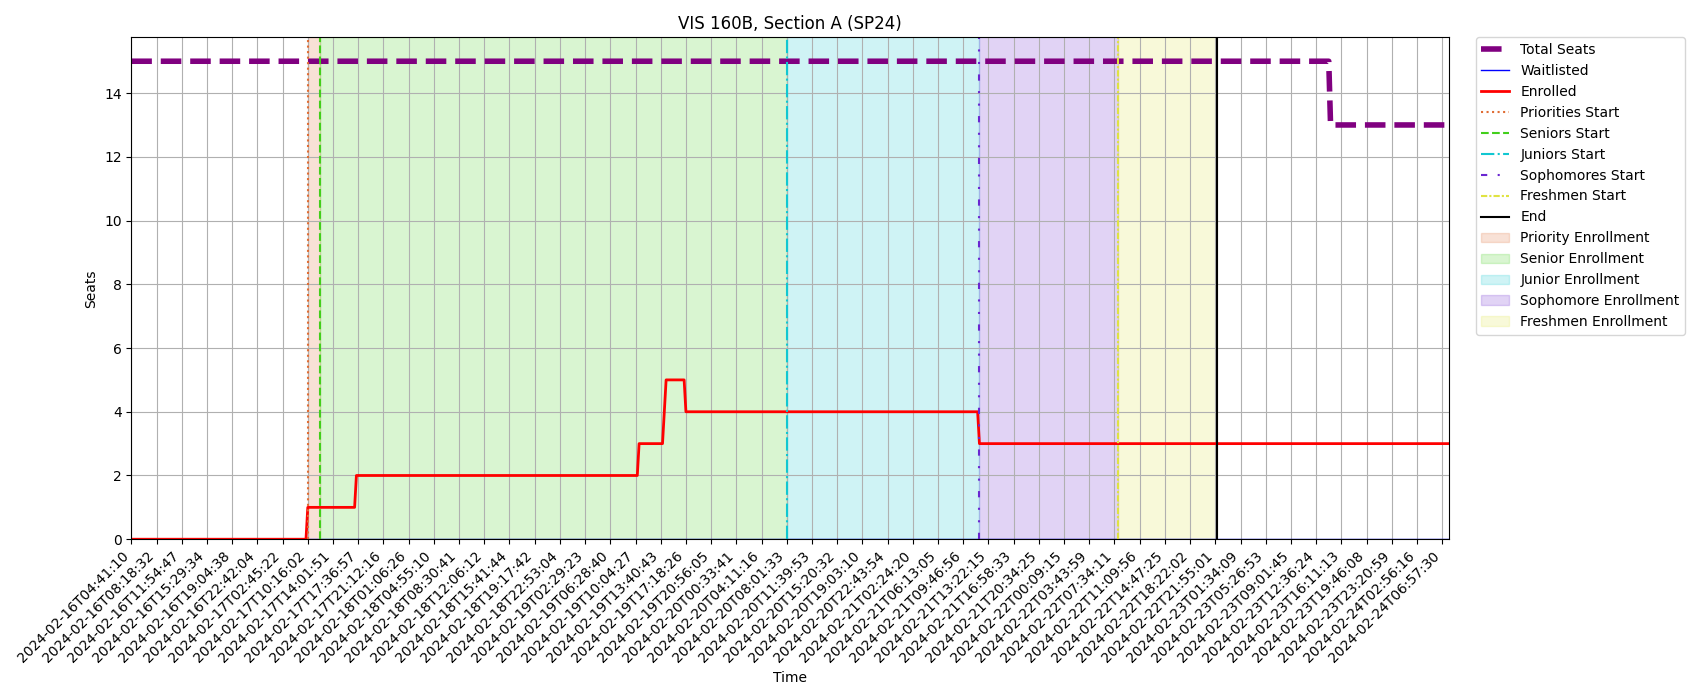 VIS 160B, Section A (SP24)
Seats
14
12
10
8
6
4
2
0
2024-02-16T04:41:10
2024-02-16T08:18:32
2024-02-16T11:54:47
2024-02-16T15:29:34
2024-02-16T19:04:38
2024-02-16T22:42:04
2024-02-17T02:45:22
2024-02-17T10:16:02
2024-02-17T14:01:51
2024-02-17T17:36:57
2024-02-17T21:12:16
2024-02-18T01:06:26
2024-02-18T04:55:10
2024-02-18T08:30:41
2024-02-18T12:06:12
2024-02-18T15:41:44
2024-02-18T19:17:42
2024-02-18T22:53:04
2024-02-19T02:29:23
2024-02-19T06:28:40
2024-02-19T10:04:27
2024-02-19T13:40:43
2024-02-19T17:18:26
2024-02-19T20:56:05
2024-02-20T00:33:41
2024-02-20T04:11:16
2024-02-20T08:01:33
2024-02-20T11:39:53
2024-02-20T15:20:32
2024-02-20T19:03:10
2024-02-20T22:43:54
2024-02-21T02:24:20
2024-02-21T06:13:05
2024-02-21T09:46:56
2024-02-21T13:22:15
2024-02-21T16:58:33
2024-02-21T20:34:25
2024-02-22T00:09:15
2024-02-22T03:43:59
2024-02-22T07:34:11
2024-02-22T11:09:56
2024-02-22T14:47:25
2024-02-22T18:22:02
2024-02-22T21:55:01
2024-02-23T01:34:09
2024-02-23T05:26:53
2024-02-23T09:01:45
2024-02-23T12:36:24
2024-02-23T16:11:13
2024-02-23T19:46:08
2024-02-23T23:20:59
2024-02-24T02:56:16
2024-02-24T06:57:30
Time
Total Seats
Waitlisted
Enrolled
Priorities Start
Seniors Start
Juniors Start
Sophomores Start
Freshmen Start
End
Priority Enrollment
Senior Enrollment
Junior Enrollment
Sophomore Enrollment
Freshmen Enrollment